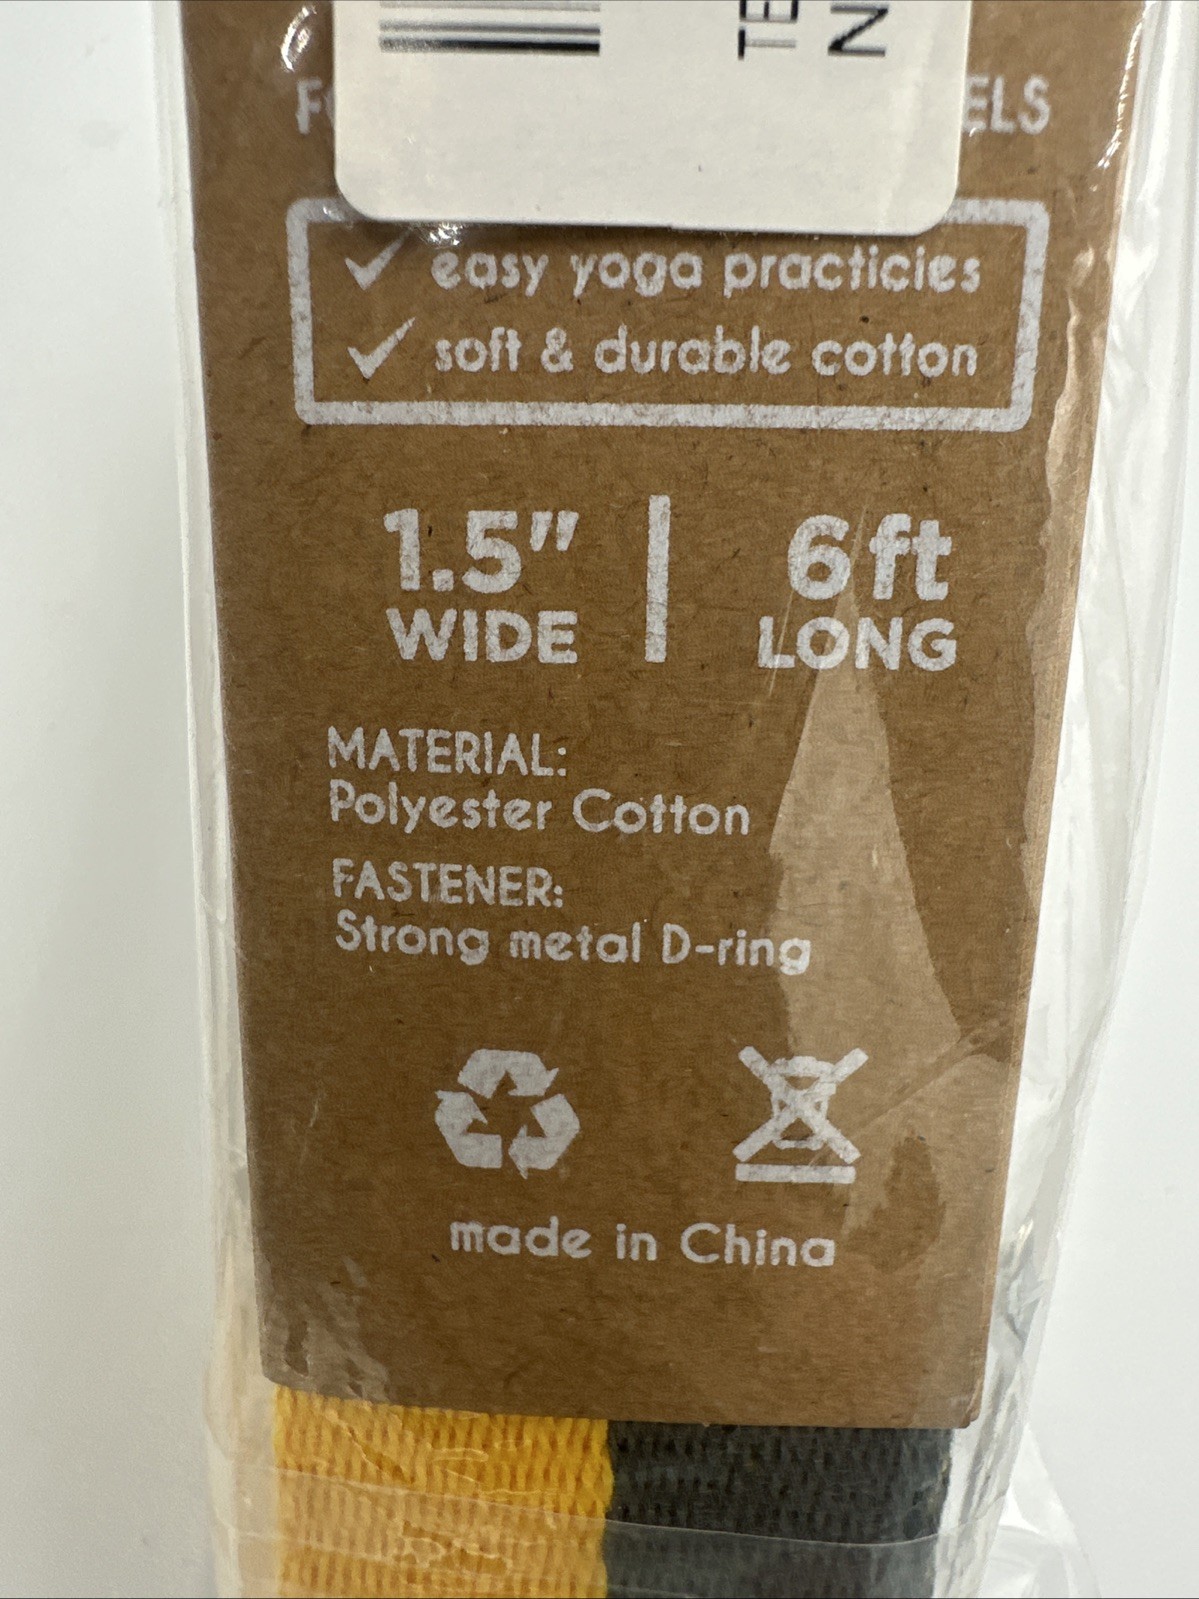 easy yoga practicies
soft & durable cotton
1.5" WIDE
6ft LONG
MATERIAL:
Polyester Cotton
FASTENER:
Strong metal D-ring
made in China